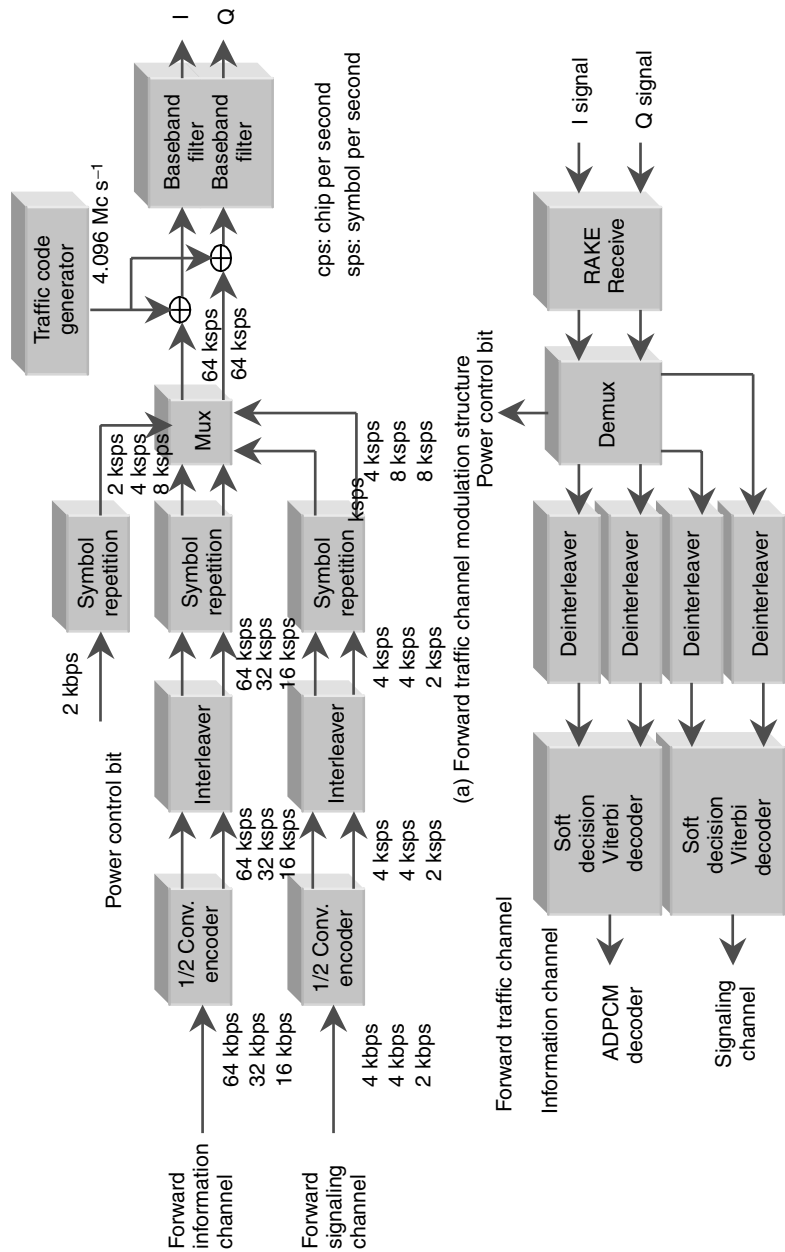 Forward
information
channel
64 kbps
32 kbps
16 kbps
1/2 Conv.
encoder
64 ksps
32 ksps
16 ksps
Interleaver
64 ksps
32 ksps
16 ksps
Symbol
repetition
Power control bit
2 kbps
Symbol
repetition
2 ksps
4 ksps
8 ksps
Mux
64 ksps
64 ksps
Traffic code
generator
4.096 Mc s−1
Baseband
filter
Baseband
filter
I
Q
cps: chip per second
sps: symbol per second
Forward
signaling
channel
4 kbps
4 kbps
2 kbps
1/2 Conv.
encoder
4 ksps
4 ksps
2 ksps
Interleaver
4 ksps
4 ksps
2 ksps
Symbol
repetition
ksps
4 ksps
8 ksps
8 ksps
(a) Forward traffic channel modulation structure
Forward traffic channel
Information channel
ADPCM
decoder
Signaling
channel
Soft
decision
Viterbi
decoder
Soft
decision
Viterbi
decoder
Deinterleaver
Deinterleaver
Deinterleaver
Deinterleaver
Power control bit
Demux
RAKE
Receive
I signal
Q signal